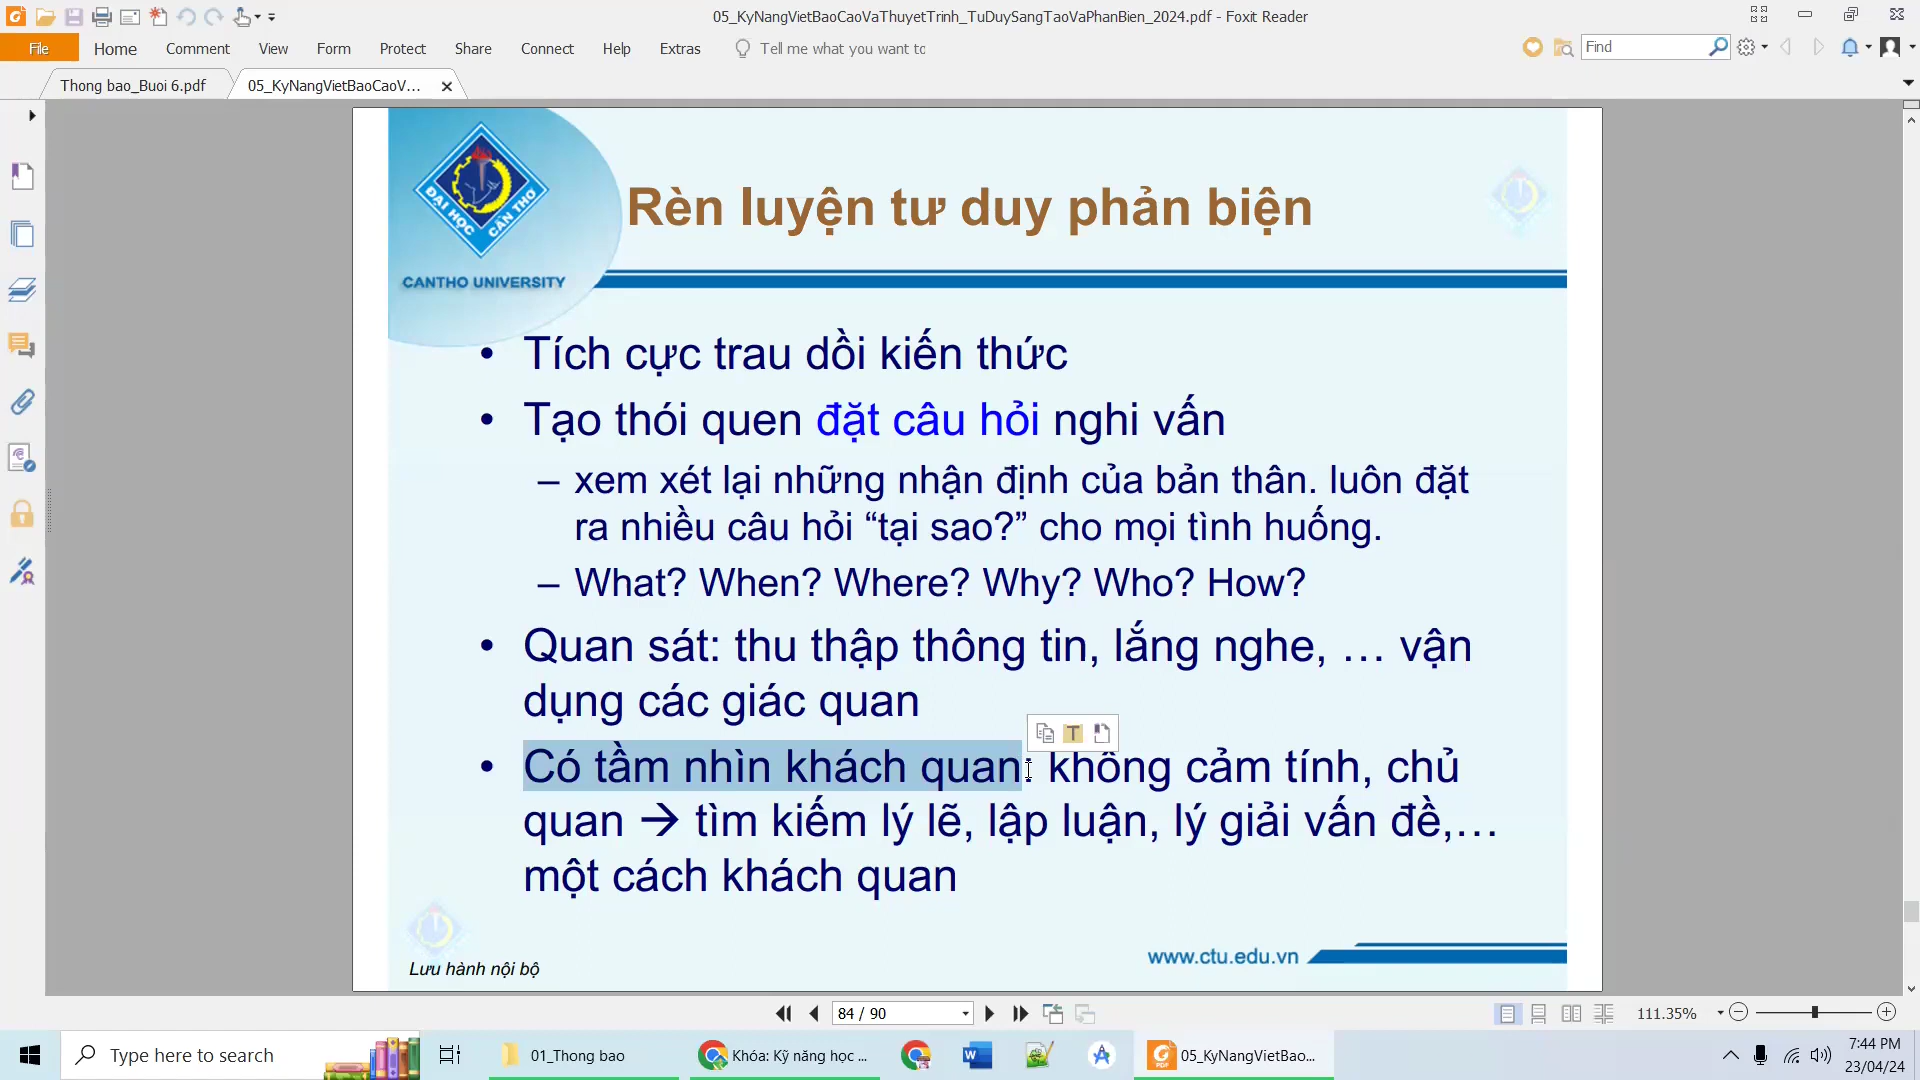 05_KyNangVietBaoCaoVaThuyetTrinh_TuDuySangTaoVaPhanBien_2024.pdf - Foxit Reader
File Home Comment View Form Protect Share Connect Help Extras Tell me what you want to Find
Thong bao_Buoi 6.pdf 05_KyNangVietBaoCaoV...
ĐẠI HỌC CẦN THƠ
CANTHO UNIVERSITY
Rèn luyện tư duy phản biện
• Tích cực trau dồi kiến thức
• Tạo thói quen đặt câu hỏi nghi vấn
– xem xét lại những nhận định của bản thân. luôn đặt
ra nhiều câu hỏi “tại sao?” cho mọi tình huống.
– What? When? Where? Why? Who? How?
• Quan sát: thu thập thông tin, lắng nghe, … vận
dụng các giác quan
• Có tầm nhìn khách quan: không cảm tính, chủ
quan → tìm kiếm lý lẽ, lập luận, lý giải vấn đề,…
một cách khách quan
www.ctu.edu.vn
Lưu hành nội bộ
84 / 90
111.35%
Type here to search
01_Thong bao
Khóa: Kỹ năng học ...
05_KyNangVietBao...
7:44 PM
23/04/24